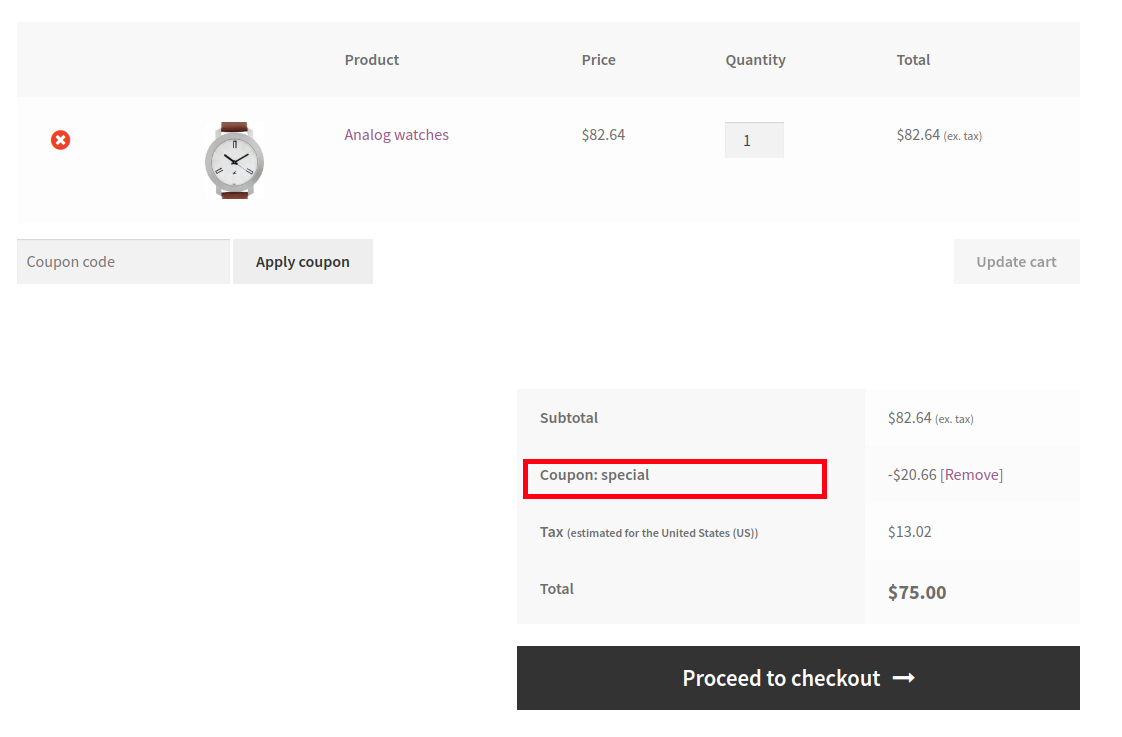 Product Price Quantity Total
Analog watches $82.64 1 $82.64 (ex. tax)
Coupon code Apply coupon Update cart
Subtotal $82.64 (ex. tax)
Coupon: special -$20.66 [Remove]
Tax (estimated for the United States (US)) $13.02
Total $75.00
Proceed to checkout →